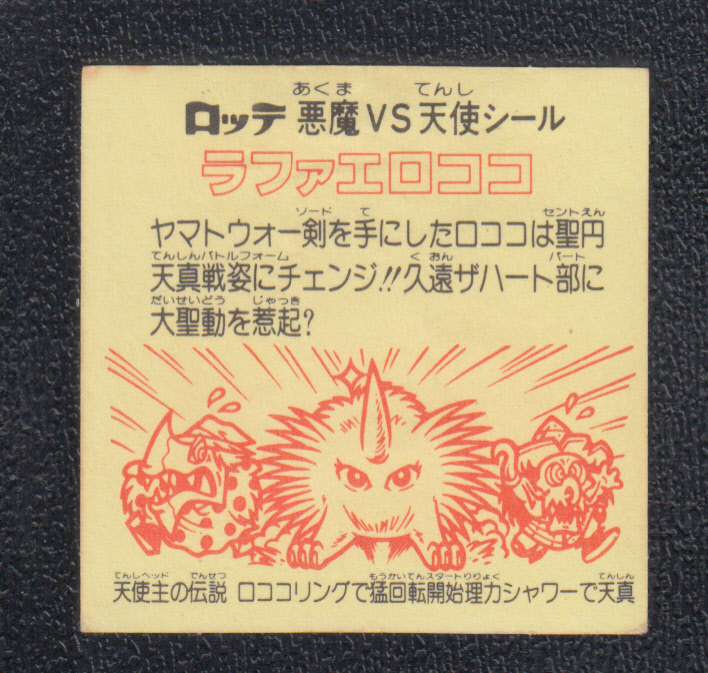 あくま てんし
ロッテ 悪魔VS天使シール
ラファエロココ
ソード て セントえん
ヤマトウォー剣を手にしたロココは聖円
てんしんバトルフォーム くおん パート
天真戦姿にチェンジ!!久遠ザハート部に
だいせいどう じゃっき
大聖動を惹起?
てんしヘッド でんせつ もうかいてんスタートりりょく てんしん
天使主の伝説 ロココリングで猛回転開始理力シャワーで天真